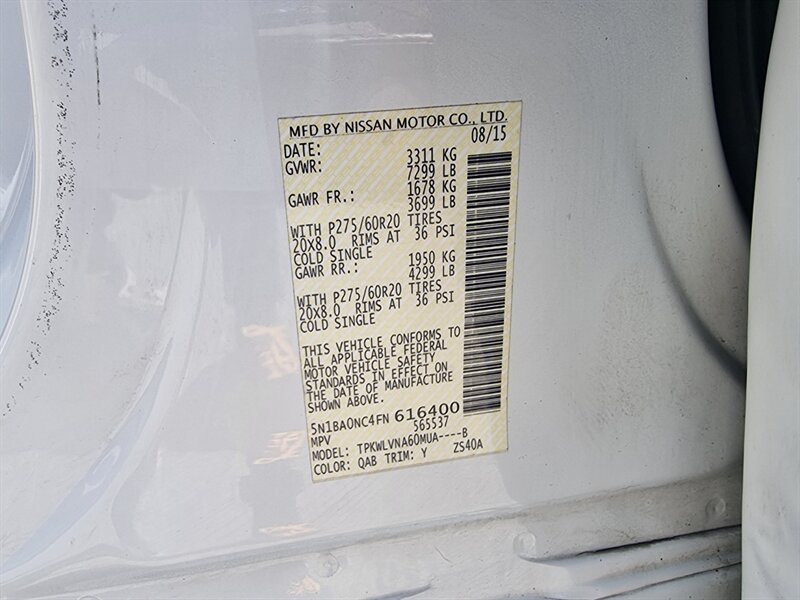 MFD BY NISSAN MOTOR CO., LTD.
DATE: 08/15
GVWR: 3311 KG
7299 LB
GAWR FR.: 1678 KG
3699 LB
WITH P275/60R20 TIRES
20X8.0 RIMS AT 36 PSI
COLD SINGLE
GAWR RR.: 1950 KG
4299 LB
WITH P275/60R20 TIRES
20X8.0 RIMS AT 36 PSI
COLD SINGLE
THIS VEHICLE CONFORMS TO
ALL APPLICABLE FEDERAL
MOTOR VEHICLE SAFETY
STANDARDS IN EFFECT ON
THE DATE OF MANUFACTURE
SHOWN ABOVE.
5N1BA0NC4FN 616400
MPV 565537
MODEL: TPKWLVNA60MUA----B
COLOR: QAB TRIM: Y ZS40A